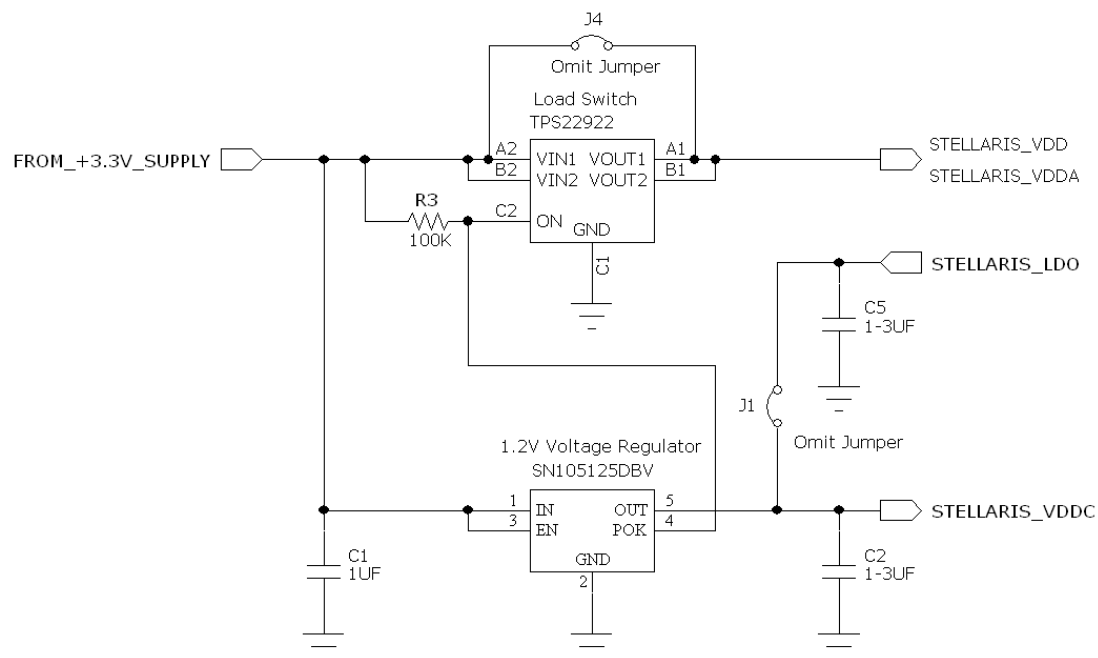 J4
Omit Jumper
Load Switch
TPS22922
FROM_+3.3V_SUPPLY
A2 VIN1 VOUT1 A1
B2 VIN2 VOUT2 B1
STELLARIS_VDD
STELLARIS_VDDA
R3
100K
C2 ON
GND
C1
STELLARIS_LDO
C5
1-3UF
J1
Omit Jumper
1.2V Voltage Regulator
SN105125DBV
1 IN OUT 5
3 EN POK 4
GND
2
STELLARIS_VDDC
C1
1UF
C2
1-3UF